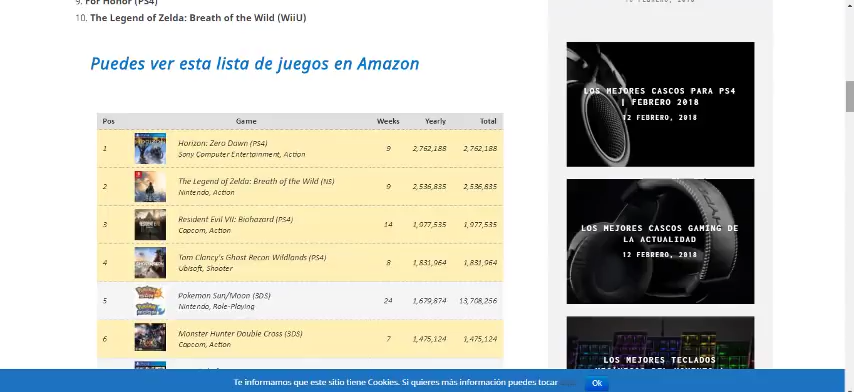 9. For Honor (PS4)
10. The Legend of Zelda: Breath of the Wild (WiiU)
Puedes ver esta lista de juegos en Amazon
Pos Game Weeks Yearly Total
1 Horizon: Zero Dawn (PS4) 9 2,762,188 2,762,188
Sony Computer Entertainment, Action
2 The Legend of Zelda: Breath of the Wild (NS) 9 2,536,835 2,536,835
Nintendo, Action
3 Resident Evil VII: Biohazard (PS4) 14 1,977,535 1,977,535
Capcom, Action
4 Tom Clancy's Ghost Recon Wildlands (PS4) 8 1,831,964 1,831,964
Ubisoft, Shooter
5 Pokemon Sun/Moon (3DS) 24 1,679,874 13,708,256
Nintendo, Role-Playing
6 Monster Hunter Double Cross (3DS) 7 1,475,124 1,475,124
Capcom, Action
LOS MEJORES CASCOS PARA PS4
| FEBRERO 2018
12 FEBRERO, 2018
LOS MEJORES CASCOS GAMING DE
LA ACTUALIDAD
12 FEBRERO, 2018
LOS MEJORES TECLADOS
Te informamos que este sitio tiene Cookies. Si quieres más información puedes tocar
Ok